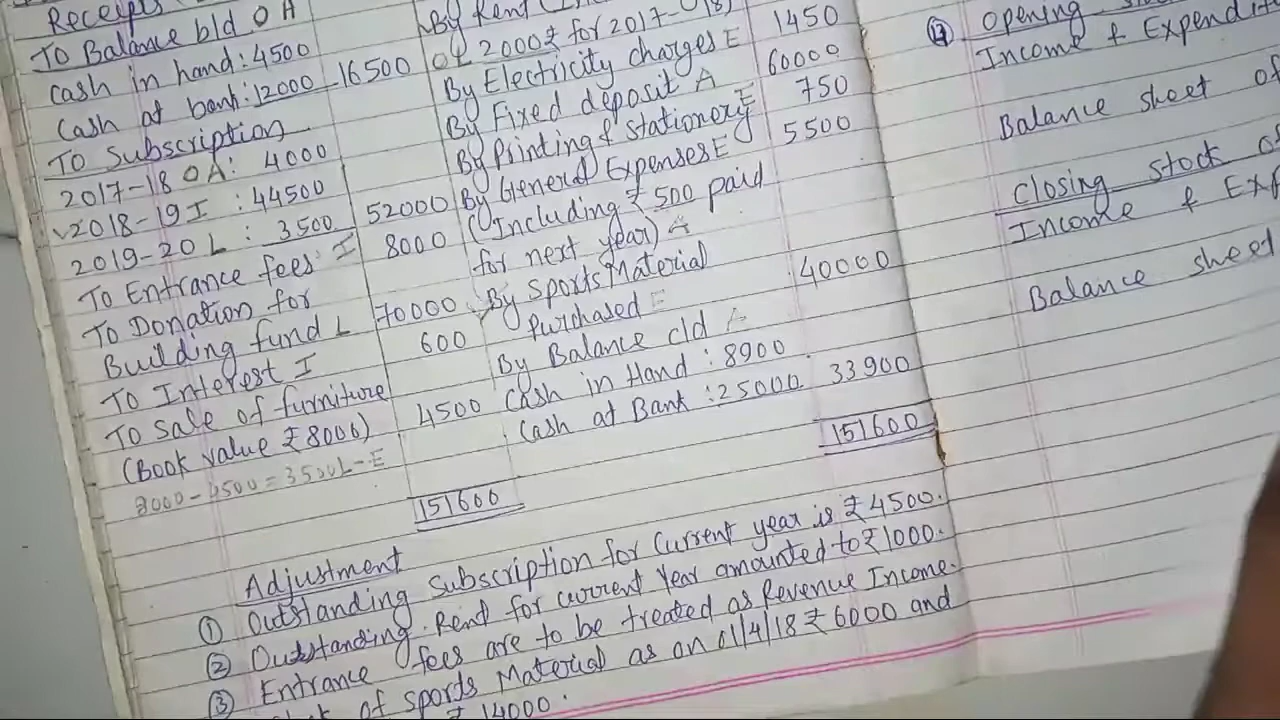 Receipts
To Balance b/d O A
Cash in hand: 4500
Cash at bank: 12000 16500
To Subscription
2017-18 O A: 4000
2018-19 I : 44500
2019-20 L : 3500 52000
To Entrance fees I 8000
To Donation for
Building fund L 70000
To Interest I 600
To Sale of furniture
(Book value ₹ 8000) 4500
8000-4500=3500L-E
151600
By Rent
of 2000₹ for 2017-18)
By Electricity charges E 1450
By Fixed deposit A 60000
By Printing & stationory E 750
By General Expenses E 5500
(Including ₹ 500 paid
for next year) A
By Sports Material
Purchased E 40000
By Balance c/d A
Cash in Hand : 8900
Cash at Bank : 25000 33900
151600
Adjustment
① Outstanding Subscription for Current year is ₹ 4500.
② Outstanding Rent for current Year amounted to ₹ 1000.
③ Entrance fees are to be treated as Revenue Income.
of sports Material as on 01/4/18 ₹ 6000 and
₹ 14000.
④ Opening
Income & Expendit
Balance sheet of
Closing Stock
Income & Exp
Balance sheet